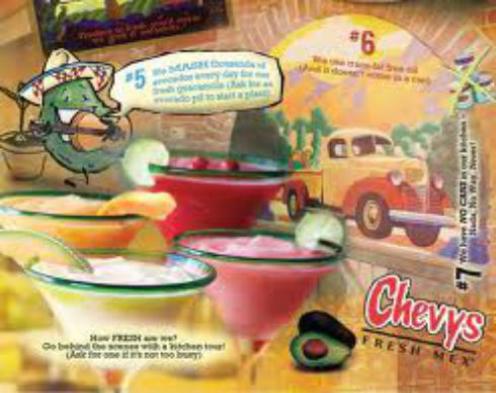 #5 We SMASH thousands of
avocados every day for our
fresh guacamole (Ask for an
avocado pit to start a plant)
#6
We use trans-fat free oil
(And it doesn't come in a can)
#7 We have NO CANS in our kitchen -
Nada, No Way, Never!
Chevys
FRESH MEX
How FRESH are we?
Go behind the scenes with a kitchen tour!
(Ask for one if it's not too busy)